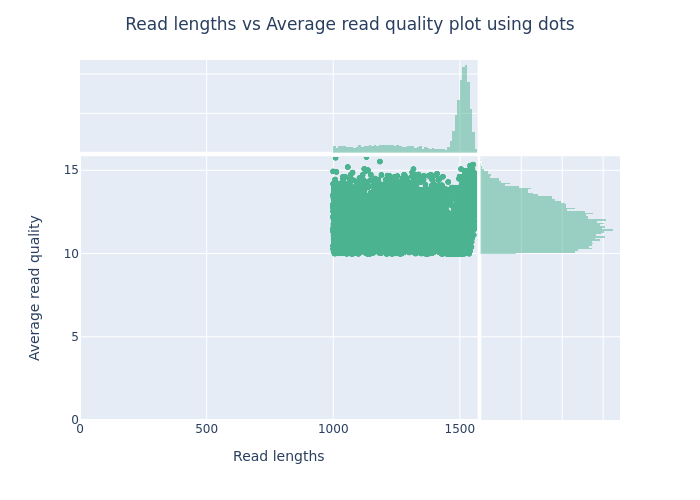 Read lengths vs Average read quality plot using dots
15
10
5
0
Average read quality
0 500 1000 1500
Read lengths